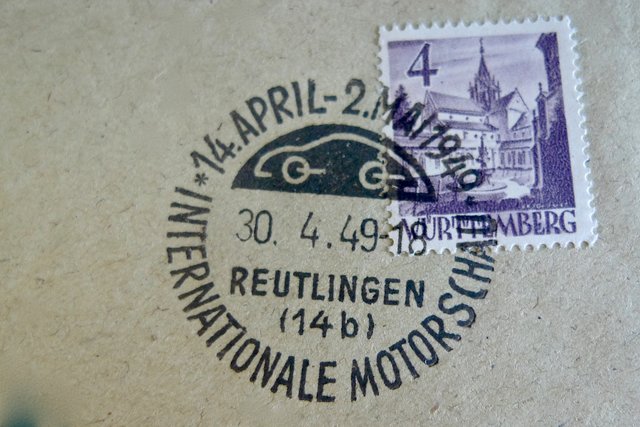 4
WÜRTTEMBERG
*14. APRIL-2. MAI 1949*
INTERNATIONALE MOTORSCHAU
30. 4. 49-18
REUTLINGEN
(14b)